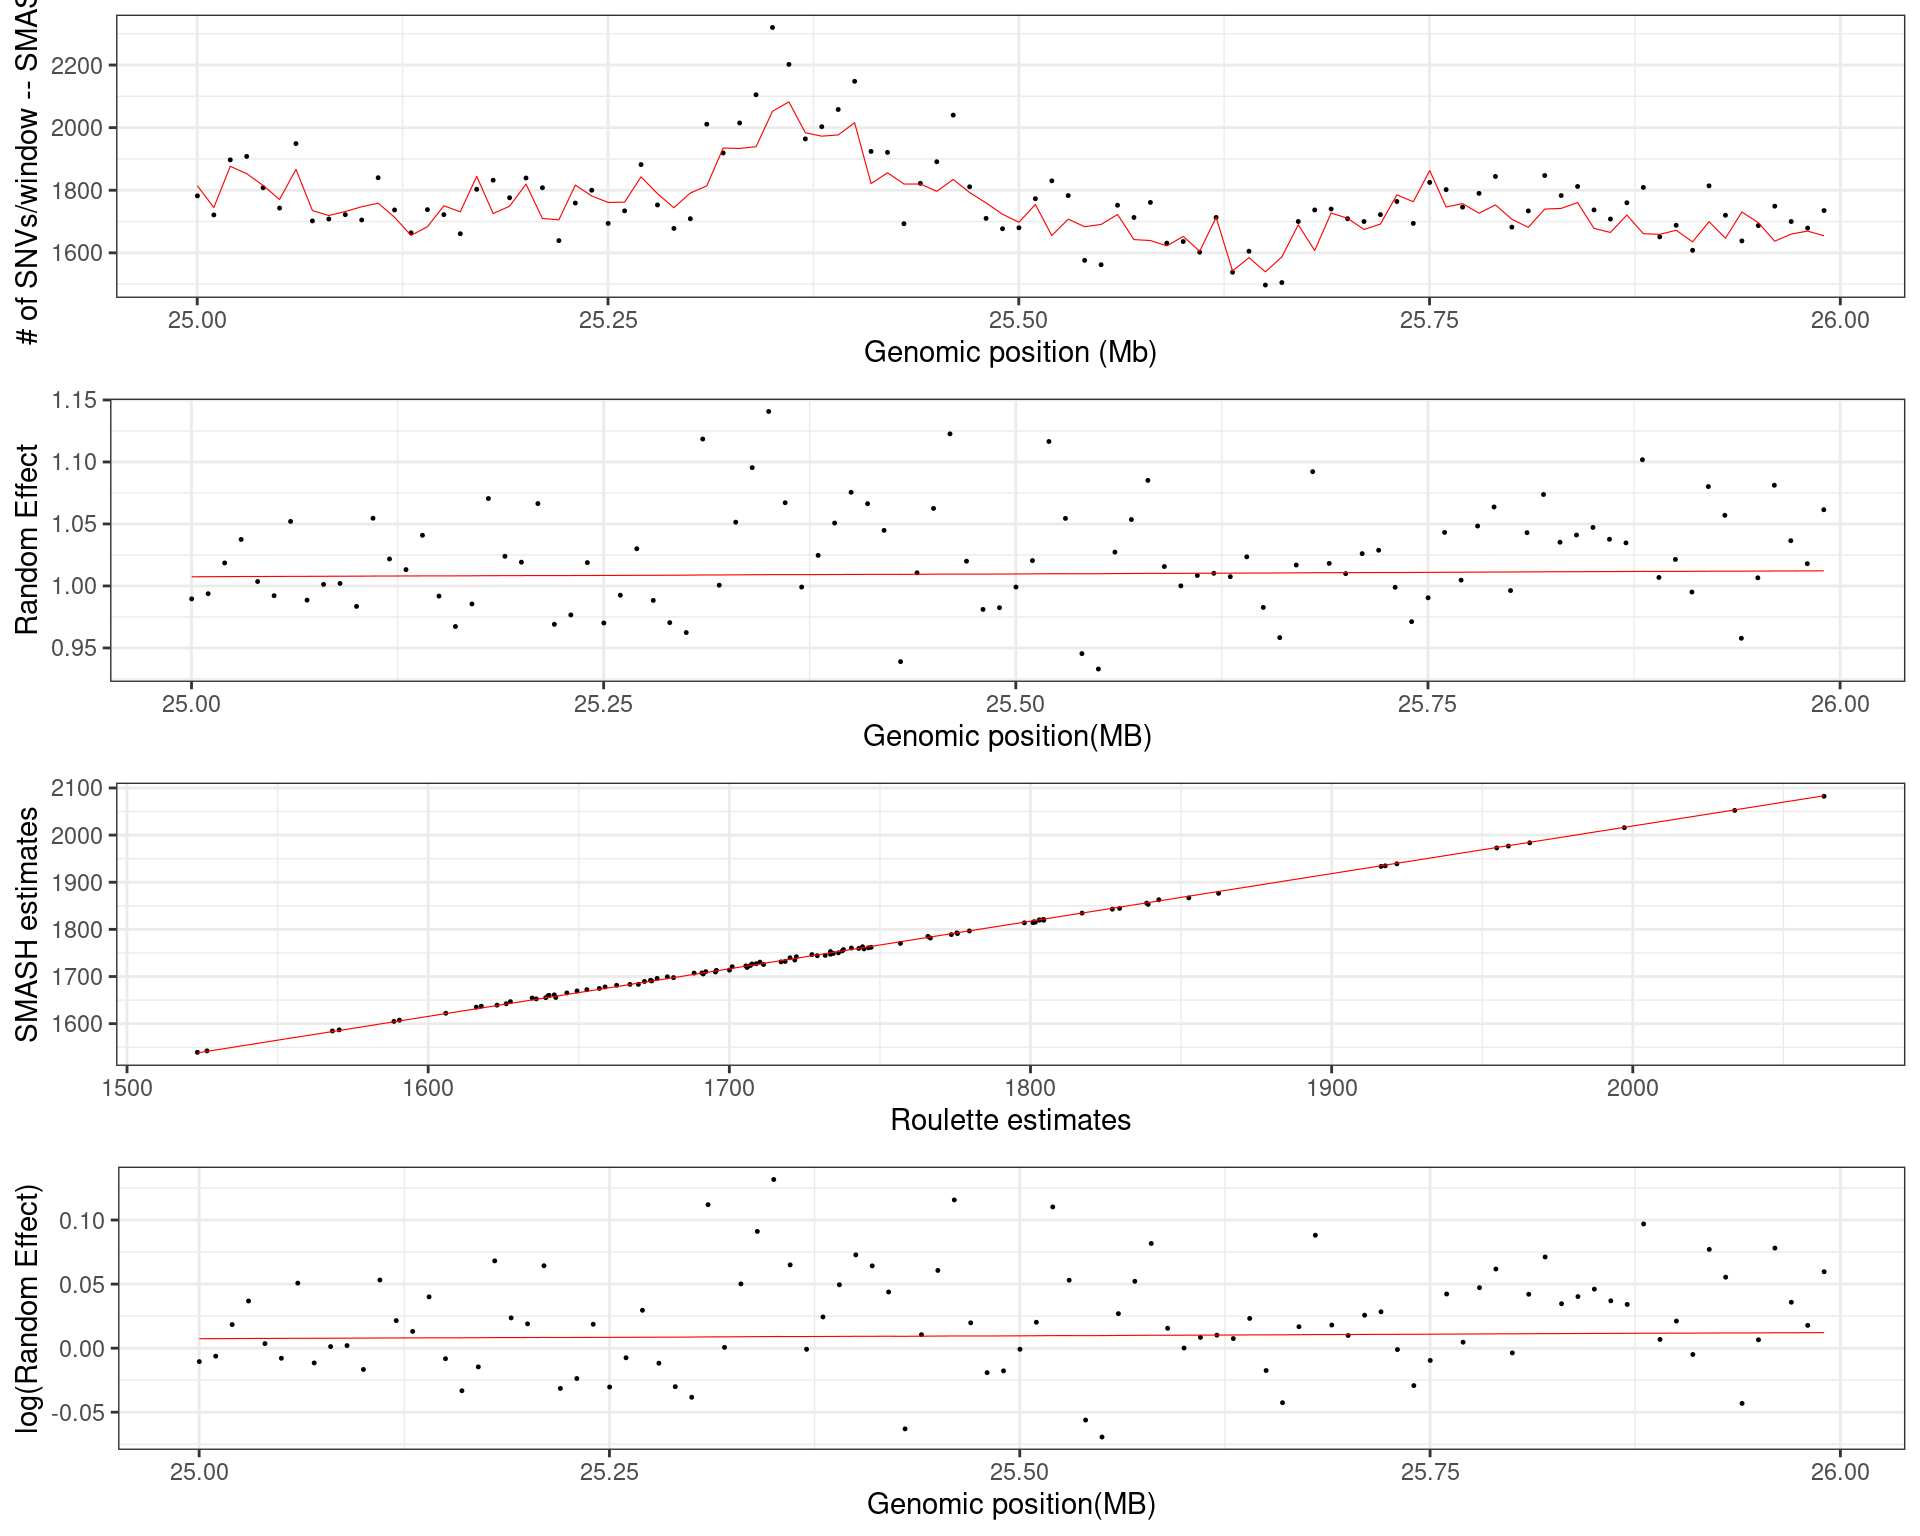 # of SNVs/window -- SMAS
2200
2000
1800
1600
25.00 25.25 25.50 25.75 26.00
Genomic position (Mb)
Random Effect
1.15
1.10
1.05
1.00
0.95
25.00 25.25 25.50 25.75 26.00
Genomic position(MB)
SMASH estimates
2100
2000
1900
1800
1700
1600
1500 1600 1700 1800 1900 2000
Roulette estimates
log(Random Effect)
0.10
0.05
0.00
-0.05
25.00 25.25 25.50 25.75 26.00
Genomic position(MB)